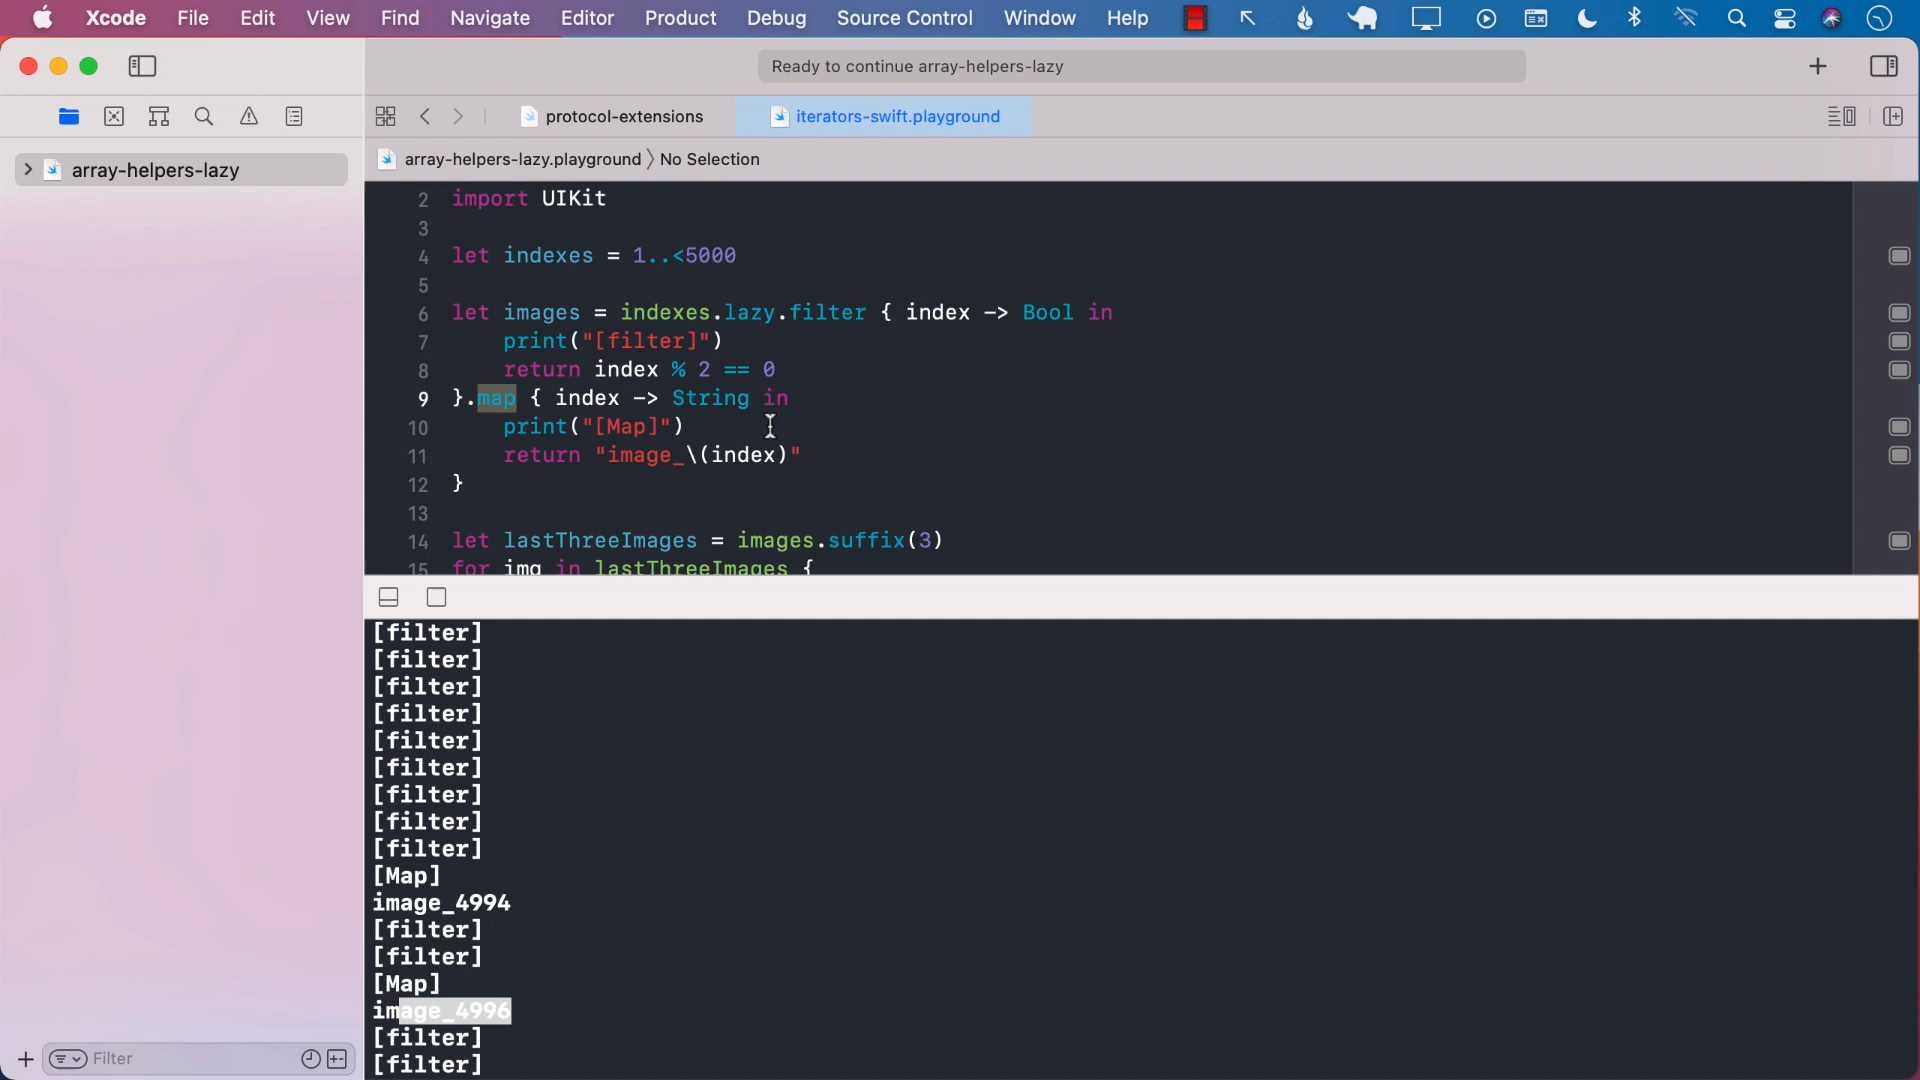 Xcode File Edit View Find Navigate Editor Product Debug Source Control Window Help
Ready to continue array-helpers-lazy
protocol-extensions
iterators-swift.playground
array-helpers-lazy
array-helpers-lazy.playground 〉No Selection
2 import UIKit
3
4 let indexes = 1..<5000
5
6 let images = indexes.lazy.filter { index -> Bool in
7 print("[filter]")
8 return index % 2 == 0
9 }.map { index -> String in
10 print("[Map]")
11 return "image_\(index)"
12 }
13
14 let lastThreeImages = images.suffix(3)
15 for img in lastThreeImages {
[filter]
[filter]
[filter]
[filter]
[filter]
[filter]
[filter]
[filter]
[filter]
[Map]
image_4994
[filter]
[filter]
[Map]
image_4996
[filter]
[filter]
Filter